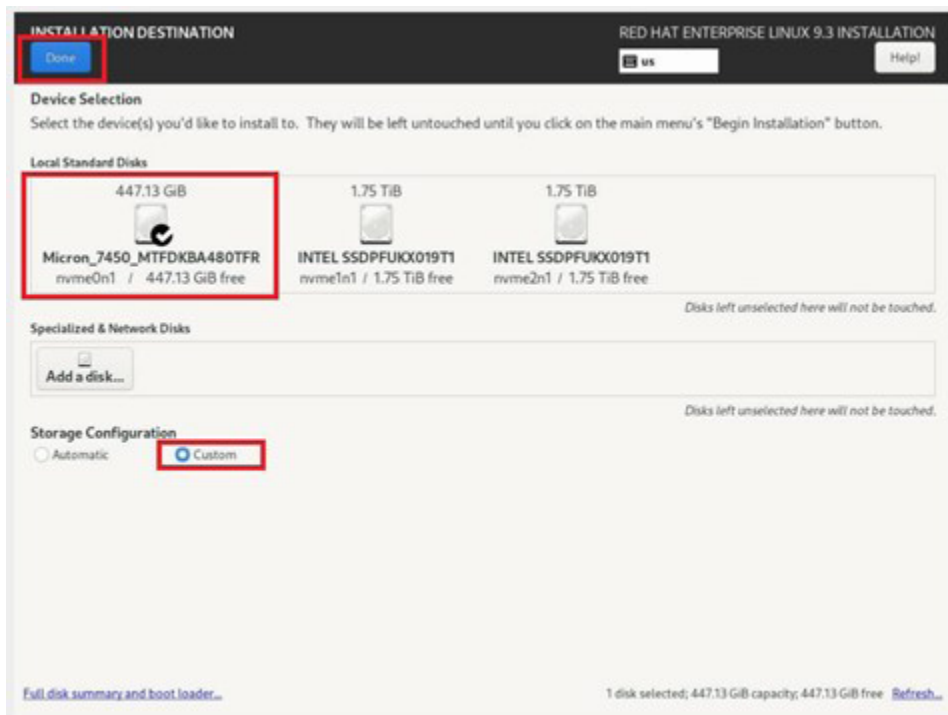 INSTALLATION DESTINATION
RED HAT ENTERPRISE LINUX 9.3 INSTALLATION
Done
us
Help!
Device Selection
Select the device(s) you'd like to install to. They will be left untouched until you click on the main menu's "Begin Installation" button.
Local Standard Disks
447.13 GiB
1.75 TiB
1.75 TiB
Micron_7450_MTFDKBA480TFR
INTEL SSDPFUKX019T1
INTEL SSDPFUKX019T1
nvme0n1 / 447.13 GiB free
nvme1n1 / 1.75 TiB free
nvme2n1 / 1.75 TiB free
Disks left unselected here will not be touched.
Specialized & Network Disks
Add a disk...
Disks left unselected here will not be touched.
Storage Configuration
Automatic
Custom
Full disk summary and boot loader...
1 disk selected; 447.13 GiB capacity; 447.13 GiB free Refresh...